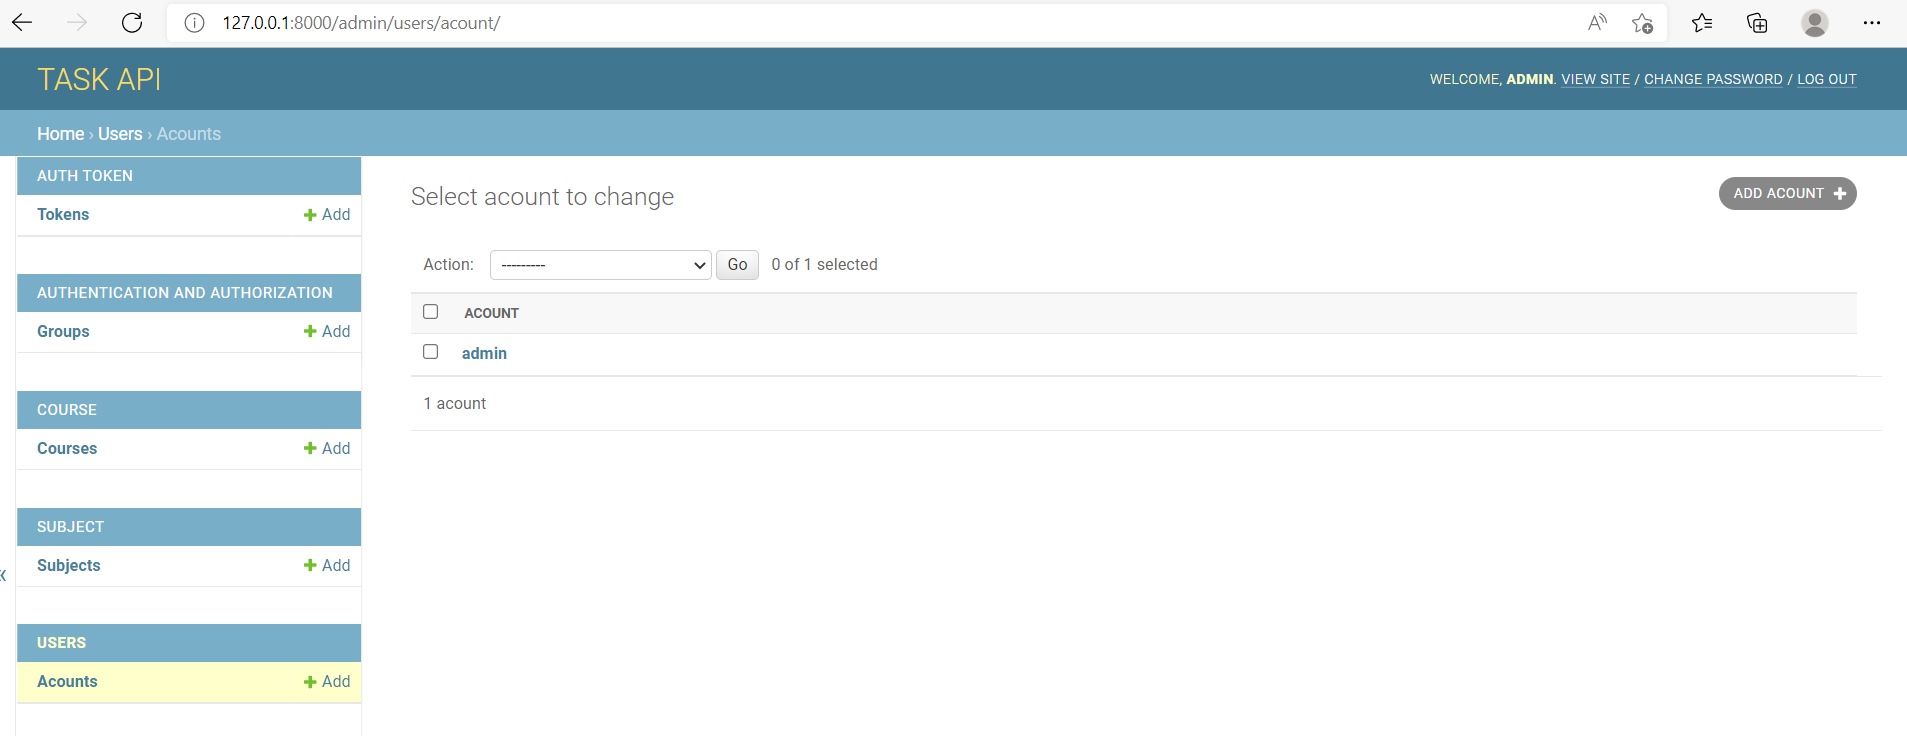 127.0.0.1:8000/admin/users/acount/
TASK API
WELCOME, ADMIN. VIEW SITE / CHANGE PASSWORD / LOG OUT
Home › Users › Acounts
AUTH TOKEN
Tokens + Add
AUTHENTICATION AND AUTHORIZATION
Groups + Add
COURSE
Courses + Add
SUBJECT
Subjects + Add
USERS
Acounts + Add
«
Select acount to change
ADD ACOUNT +
Action: --------- Go 0 of 1 selected
ACOUNT
admin
1 acount